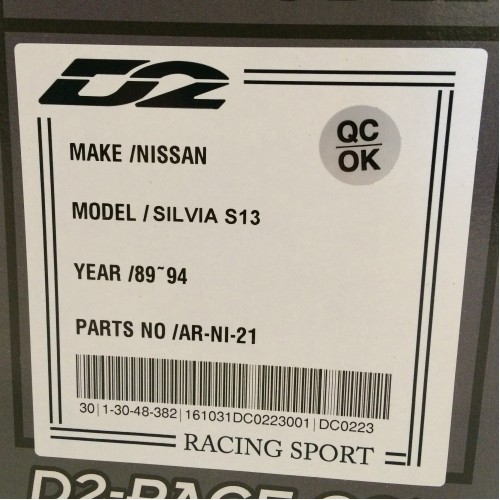 D2
QC
OK
MAKE /NISSAN
MODEL / SILVIA S13
YEAR /89~94
PARTS NO /AR-NI-21
30|1-30-48-382|161031DC0223001|DC0223
RACING SPORT